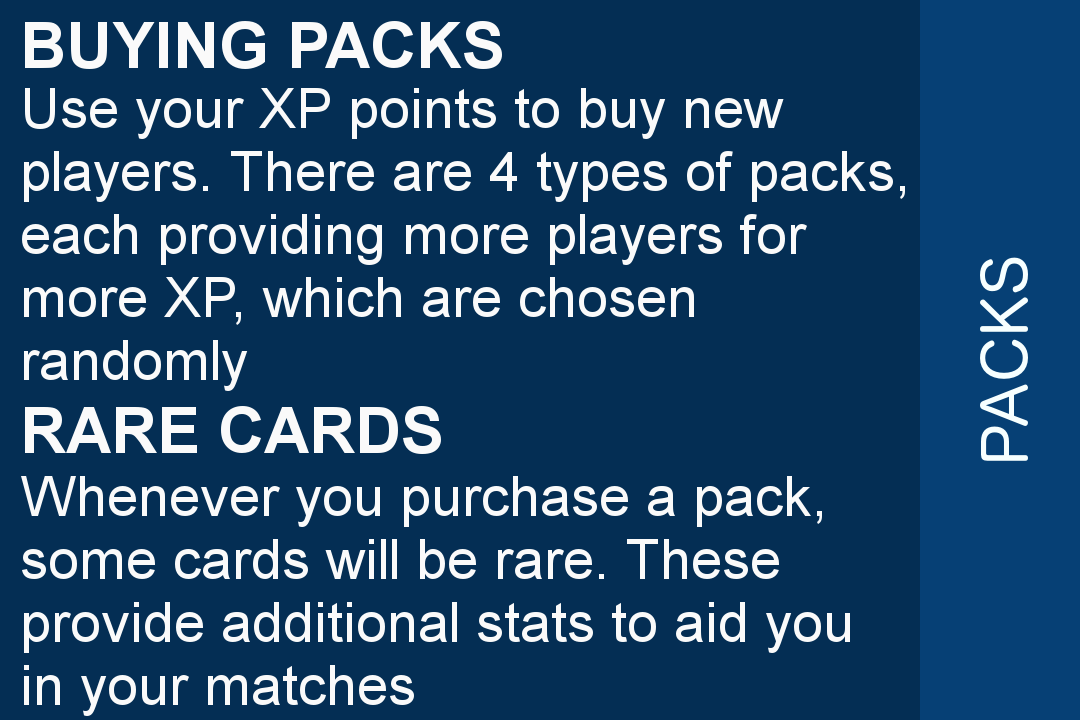 BUYING PACKS
Use your XP points to buy new
players. There are 4 types of packs,
each providing more players for
more XP, which are chosen
randomly
RARE CARDS
Whenever you purchase a pack,
some cards will be rare. These
provide additional stats to aid you
in your matches
PACKS